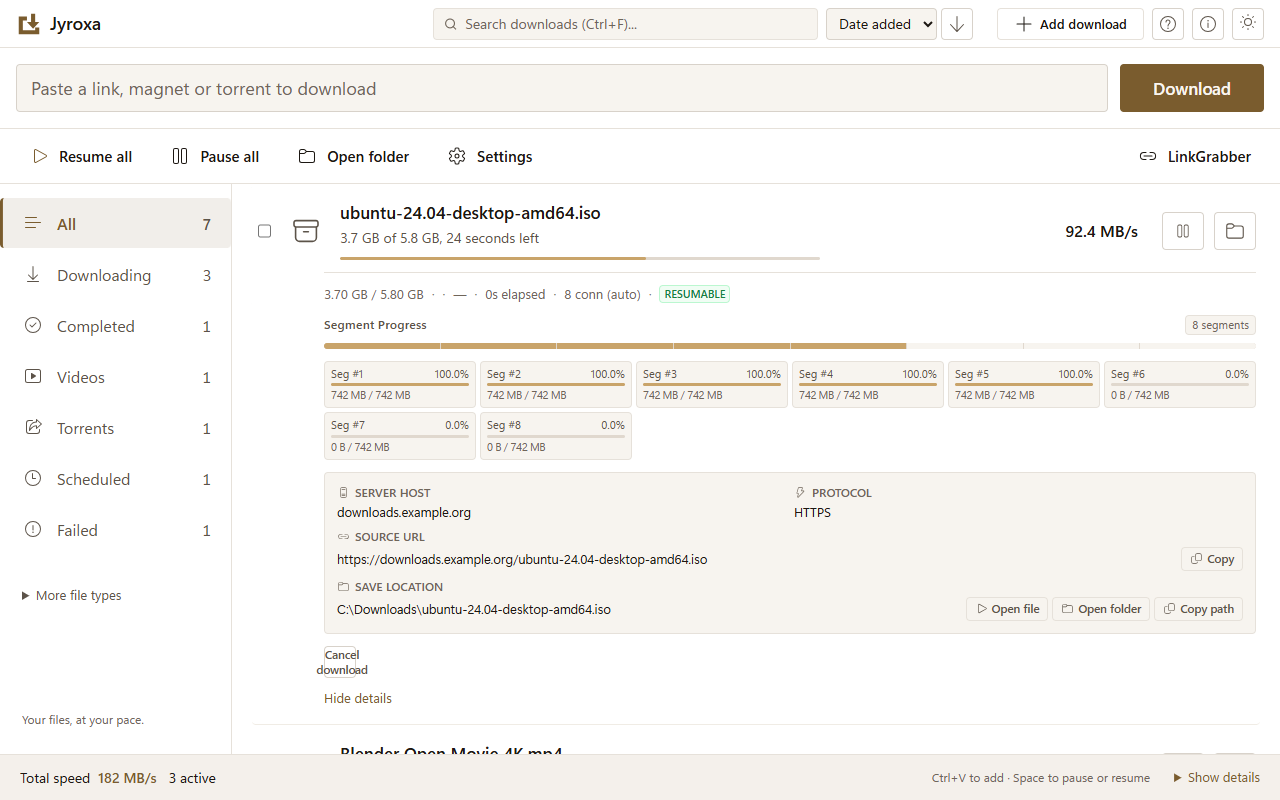 Jyroxa
Search downloads (Ctrl+F)...
Date added
Add download
Paste a link, magnet or torrent to download
Download
Resume all
Pause all
Open folder
Settings
LinkGrabber
All 7
Downloading 3
Completed 1
Videos 1
Torrents 1
Scheduled 1
Failed 1
More file types
Your files, at your pace.
ubuntu-24.04-desktop-amd64.iso
3.7 GB of 5.8 GB, 24 seconds left
92.4 MB/s
3.70 GB / 5.80 GB · · — · 0s elapsed · 8 conn (auto) · RESUMABLE
Segment Progress
8 segments
Seg #1 100.0%
742 MB / 742 MB
Seg #2 100.0%
742 MB / 742 MB
Seg #3 100.0%
742 MB / 742 MB
Seg #4 100.0%
742 MB / 742 MB
Seg #5 100.0%
742 MB / 742 MB
Seg #6 0.0%
0 B / 742 MB
Seg #7 0.0%
0 B / 742 MB
Seg #8 0.0%
0 B / 742 MB
SERVER HOST
downloads.example.org
PROTOCOL
HTTPS
SOURCE URL
https://downloads.example.org/ubuntu-24.04-desktop-amd64.iso
Copy
SAVE LOCATION
C:\Downloads\ubuntu-24.04-desktop-amd64.iso
Open file
Open folder
Copy path
Cancel
download
Hide details
Blender Open Movie 4K.mp4
Total speed 182 MB/s 3 active
Ctrl+V to add · Space to pause or resume
Show details